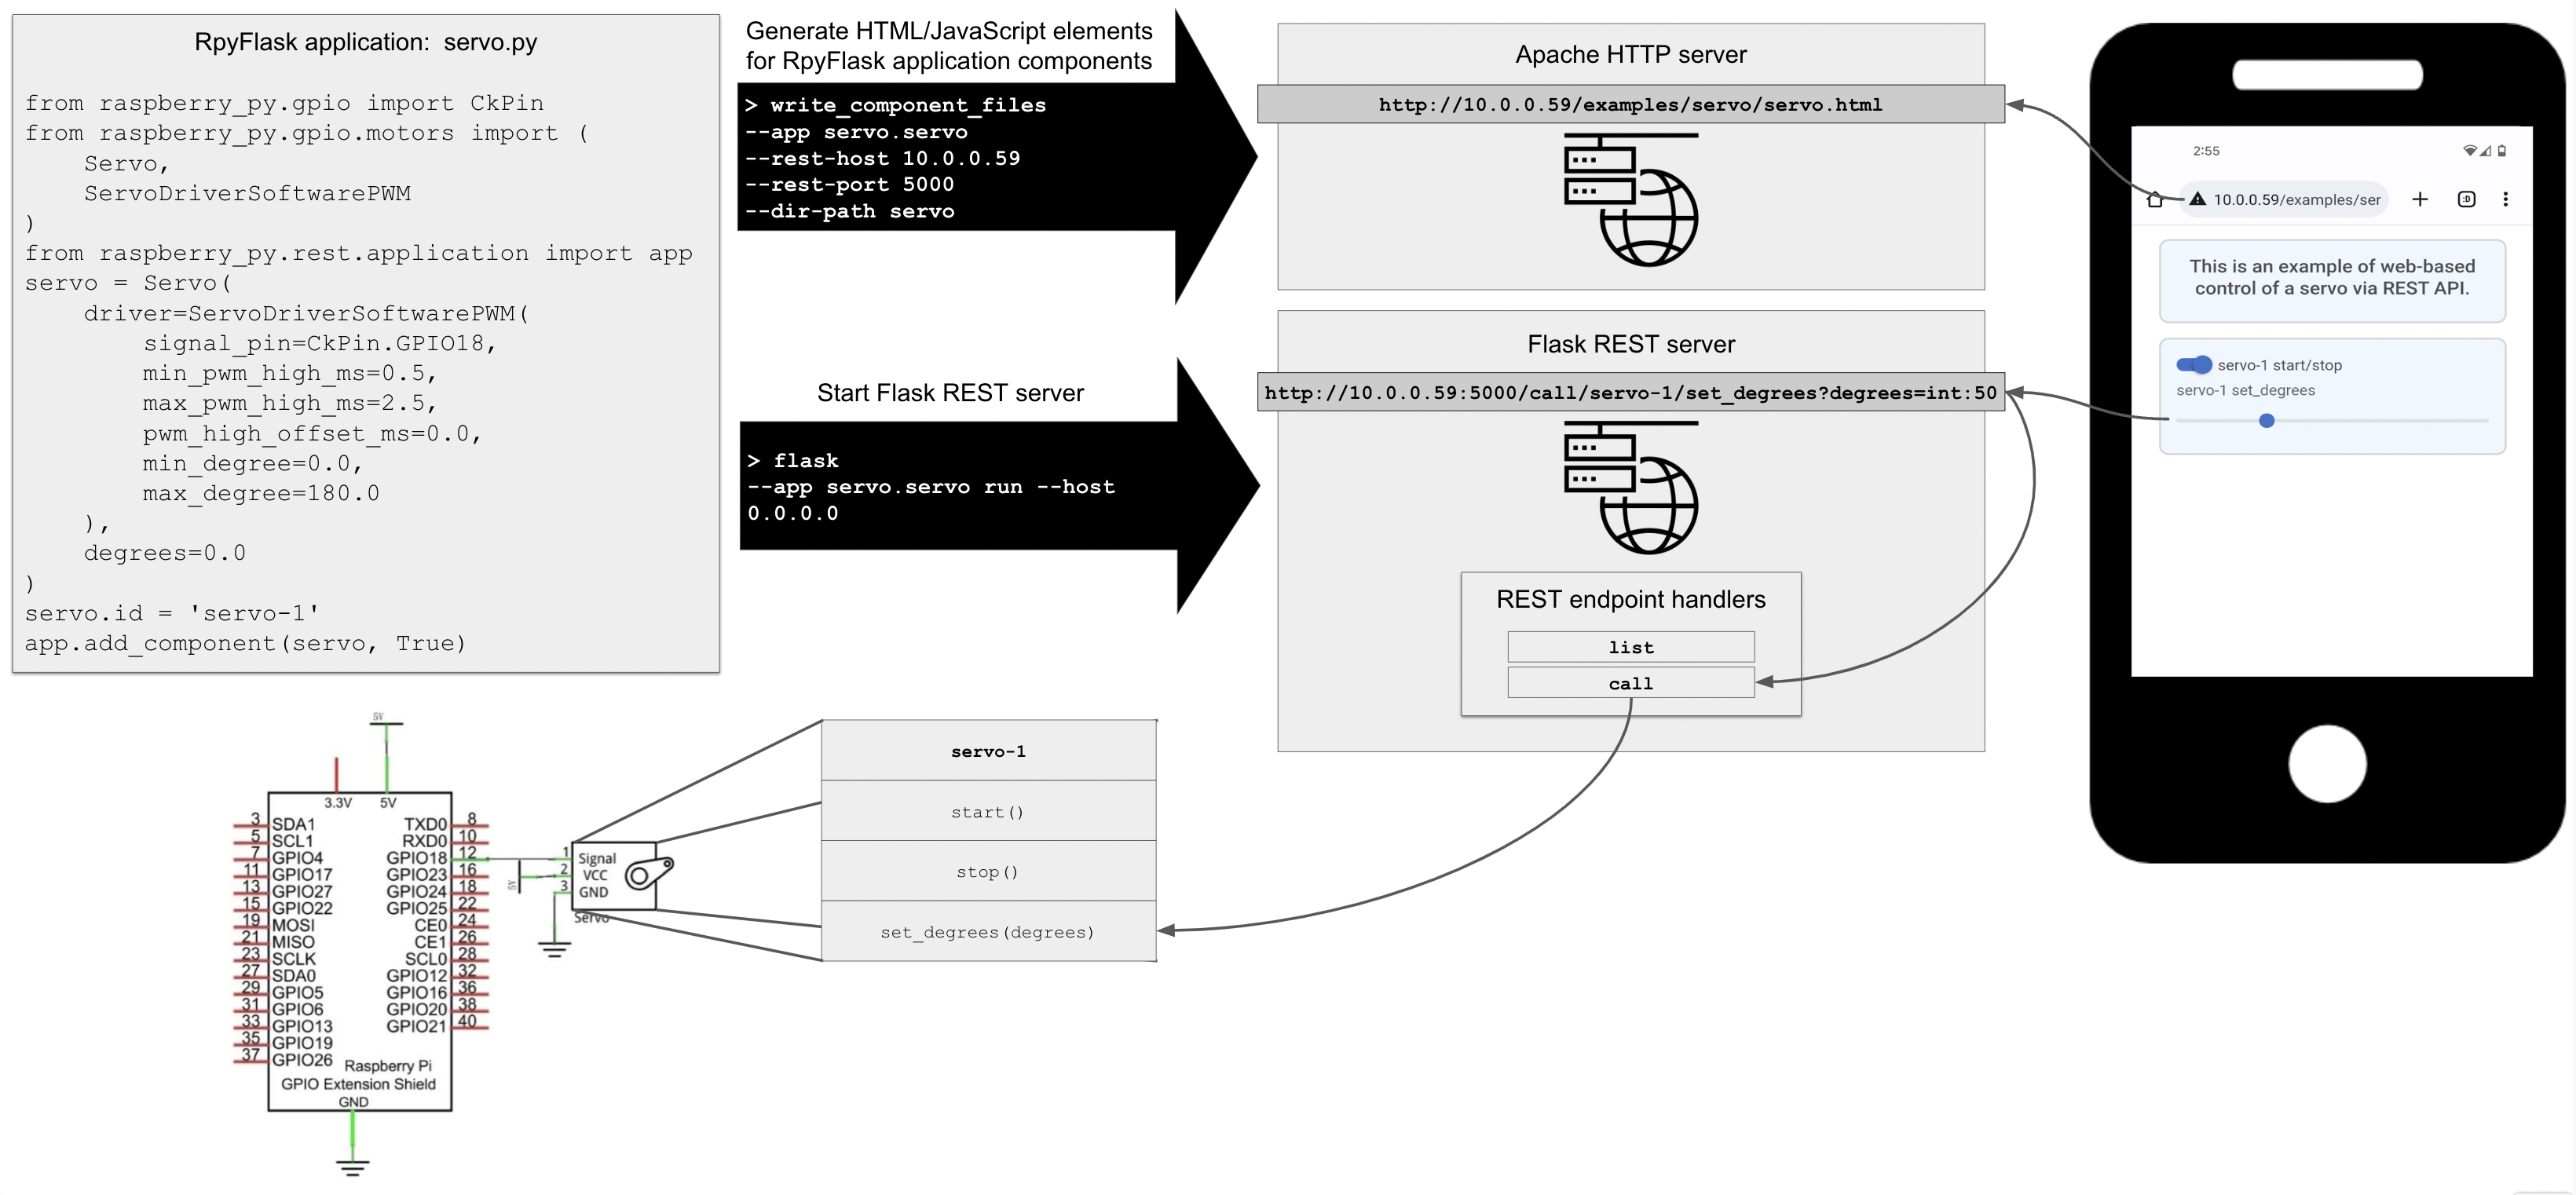 RpyFlask application: servo.py
from raspberry_py.gpio import CkPin
from raspberry_py.gpio.motors import (
    Servo,
    ServoDriverSoftwarePWM
)
from raspberry_py.rest.application import app
servo = Servo(
    driver=ServoDriverSoftwarePWM(
        signal_pin=CkPin.GPIO18,
        min_pwm_high_ms=0.5,
        max_pwm_high_ms=2.5,
        pwm_high_offset_ms=0.0,
        min_degree=0.0,
        max_degree=180.0
    ),
    degrees=0.0
)
servo.id = 'servo-1'
app.add_component(servo, True)
Generate HTML/JavaScript elements
for RpyFlask application components
> write_component_files
--app servo.servo
--rest-host 10.0.0.59
--rest-port 5000
--dir-path servo
Start Flask REST server
> flask
--app servo.servo run --host
0.0.0.0
Apache HTTP server
http://10.0.0.59/examples/servo/servo.html
Flask REST server
http://10.0.0.59:5000/call/servo-1/set_degrees?degrees=int:50
REST endpoint handlers
list
call
2:55
10.0.0.59/examples/ser
:D
This is an example of web-based
control of a servo via REST API.
servo-1 start/stop
servo-1 set_degrees
servo-1
start()
stop()
set_degrees(degrees)
5V
3.3V 5V
3 SDA1 TXD0 8
5 SCL1 RXD0 10
7 GPIO4 GPIO18 12
11 GPIO17 GPIO23 16
13 GPIO27 GPIO24 18
15 GPIO22 GPIO25 22
19 MOSI CE0 24
21 MISO CE1 26
23 SCLK SCL0 28
27 SDA0 GPIO12 32
29 GPIO5 GPIO16 36
31 GPIO6 GPIO20 38
33 GPIO13 GPIO21 40
35 GPIO19
37 GPIO26
Raspberry Pi
GPIO Extension Shield
GND
5V
1 Signal
2 VCC
3 GND
Servo